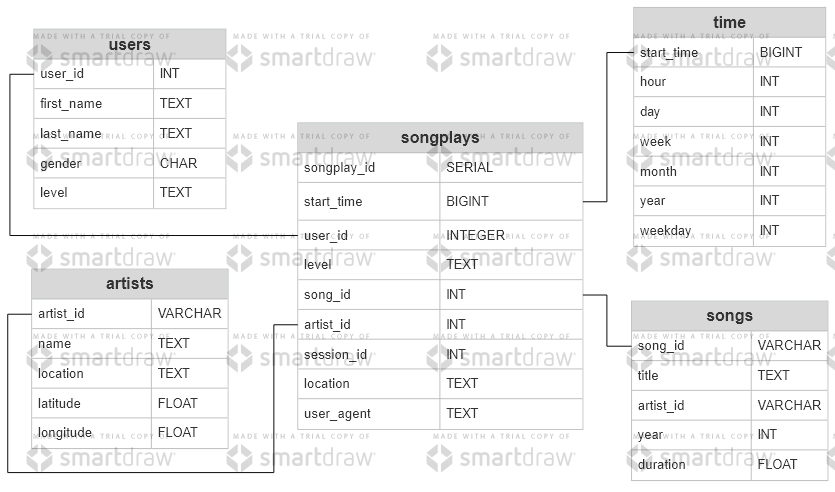 users
user_id INT
first_name TEXT
last_name TEXT
gender CHAR
level TEXT
artists
artist_id VARCHAR
name TEXT
location TEXT
latitude FLOAT
longitude FLOAT
songplays
songplay_id SERIAL
start_time BIGINT
user_id INTEGER
level TEXT
song_id INT
artist_id INT
session_id INT
location TEXT
user_agent TEXT
time
start_time BIGINT
hour INT
day INT
week INT
month INT
year INT
weekday INT
songs
song_id VARCHAR
title TEXT
artist_id VARCHAR
year INT
duration FLOAT
MADE WITH A TRIAL COPY OF
smartdraw